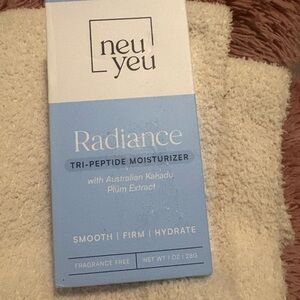 neu
yeu
Radiance
TRI-PEPTIDE MOISTURIZER
with Australian Kakadu
Plum Extract
SMOOTH | FIRM | HYDRATE
FRAGRANCE FREE
NET WT 1 OZ | 28G